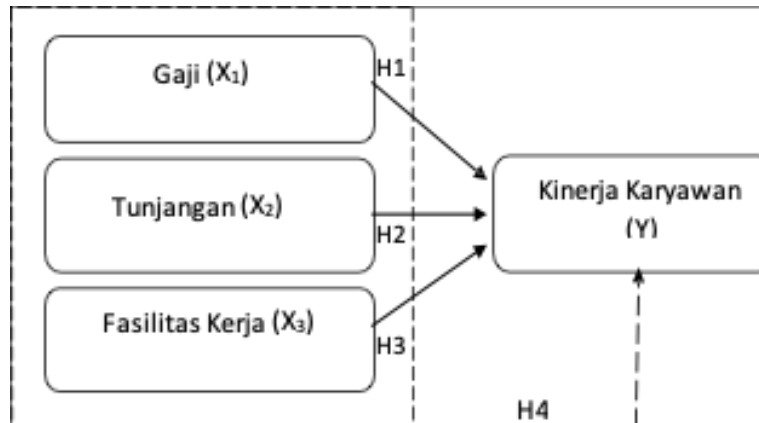 Gaji (X₁)
H1
Tunjangan (X₂)
H2
Fasilitas Kerja (X₃)
H3
Kinerja Karyawan
(Y)
H4